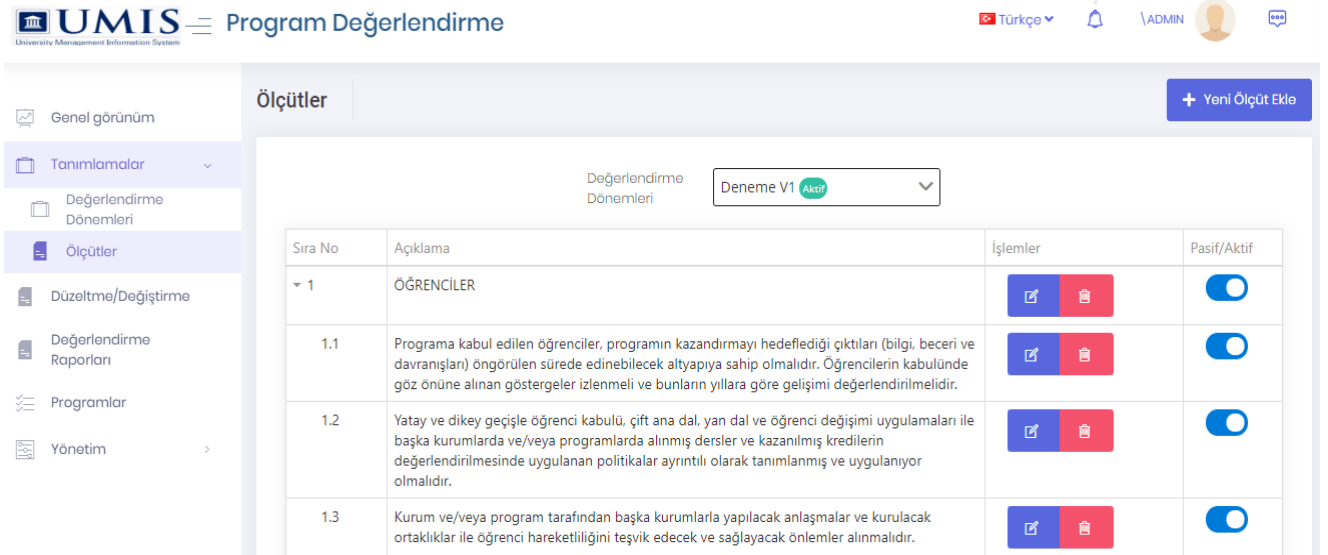 UMIS
University Management Information System
Program Değerlendirme
Türkçe
\ADMIN
Genel görünüm
Tanımlamalar
Değerlendirme
Dönemleri
Ölçütler
Düzeltme/Değiştirme
Değerlendirme
Raporları
Programlar
Yönetim
Ölçütler
+ Yeni Ölçüt Ekle
Değerlendirme
Dönemleri
Deneme V1 Aktif
Sıra No Açıklama İşlemler Pasif/Aktif
1 ÖĞRENCİLER
1.1 Programa kabul edilen öğrenciler, programın kazandırmayı hedeflediği çıktıları (bilgi, beceri ve
davranışları) öngörülen sürede edinebilecek altyapıya sahip olmalıdır. Öğrencilerin kabulünde
göz önüne alınan göstergeler izlenmeli ve bunların yıllara göre gelişimi değerlendirilmelidir.
1.2 Yatay ve dikey geçişle öğrenci kabulü, çift ana dal, yan dal ve öğrenci değişimi uygulamaları ile
başka kurumlarda ve/veya programlarda alınmış dersler ve kazanılmış kredilerin
değerlendirilmesinde uygulanan politikalar ayrıntılı olarak tanımlanmış ve uygulanıyor
olmalıdır.
1.3 Kurum ve/veya program tarafından başka kurumlarla yapılacak anlaşmalar ve kurulacak
ortaklıklar ile öğrenci hareketliliğini teşvik edecek ve sağlayacak önlemler alınmalıdır.